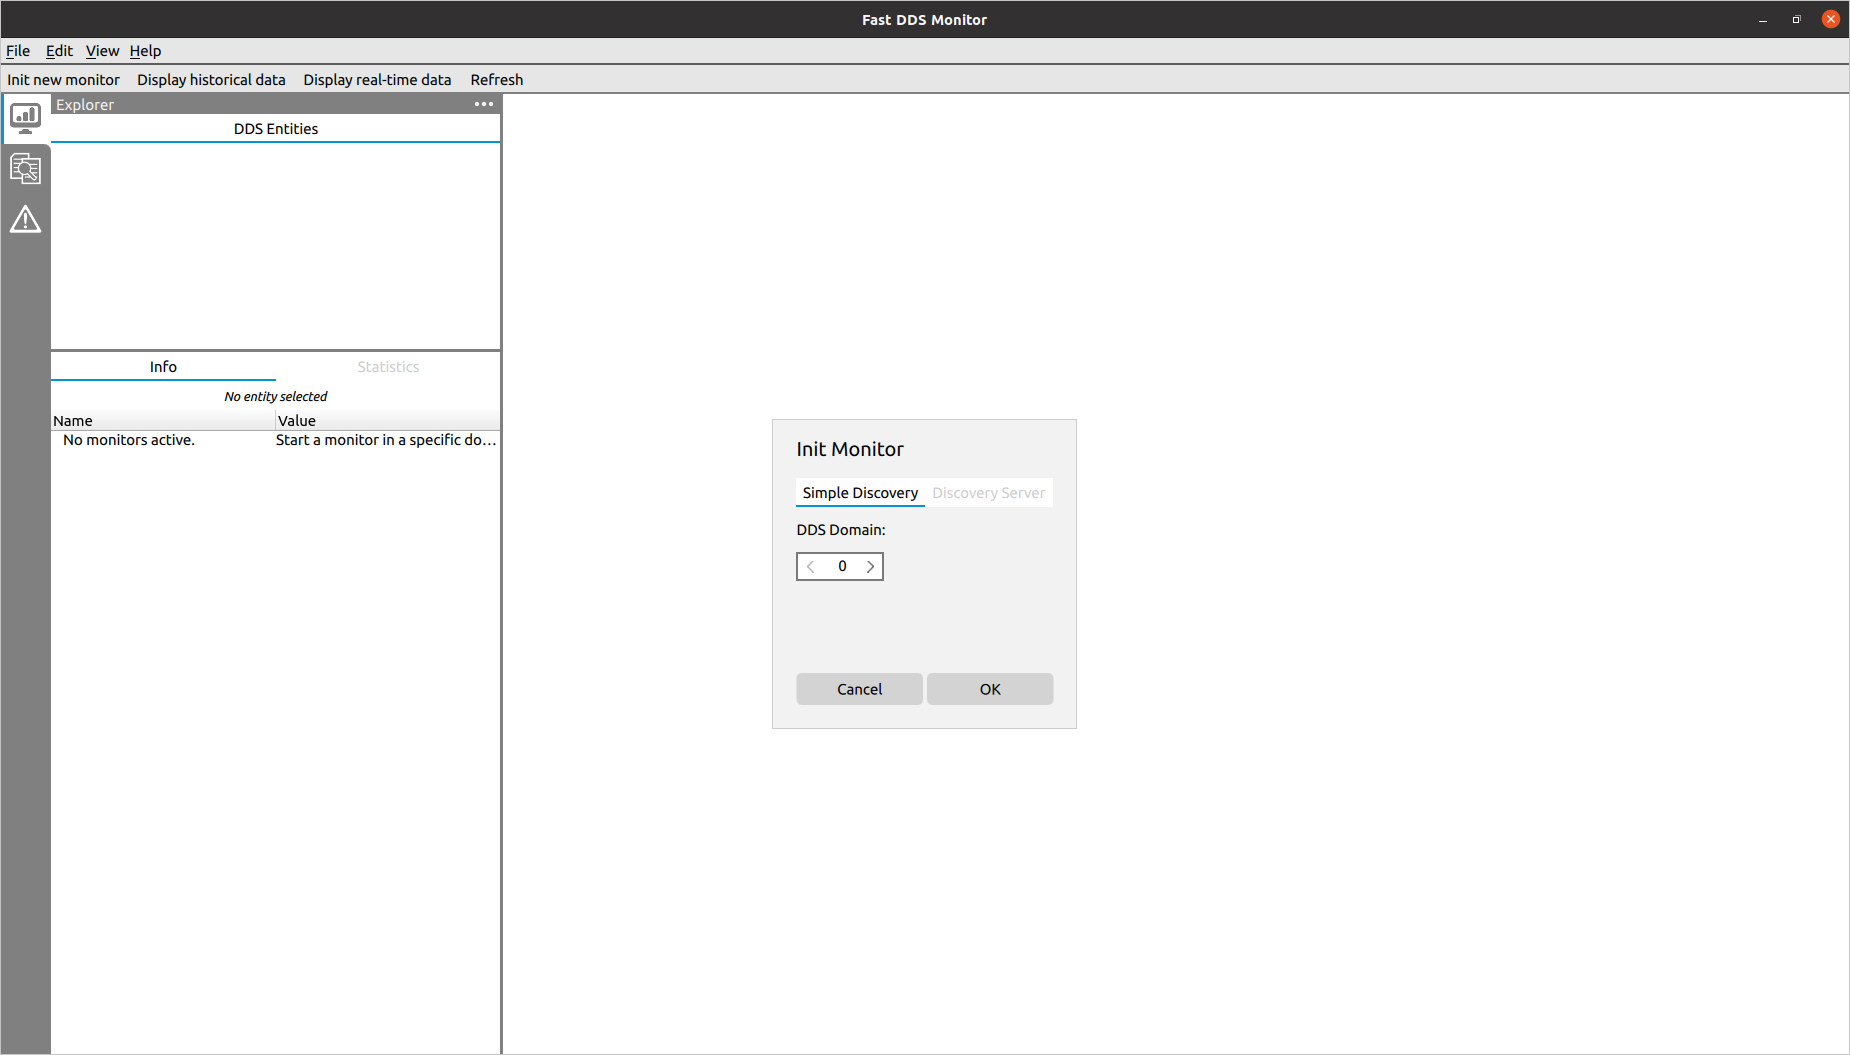 Fast DDS Monitor
File Edit View Help
Init new monitor Display historical data Display real-time data Refresh
Explorer
DDS Entities
Info Statistics
No entity selected
Name Value
No monitors active. Start a monitor in a specific do...
Init Monitor
Simple Discovery Discovery Server
DDS Domain:
0
Cancel OK